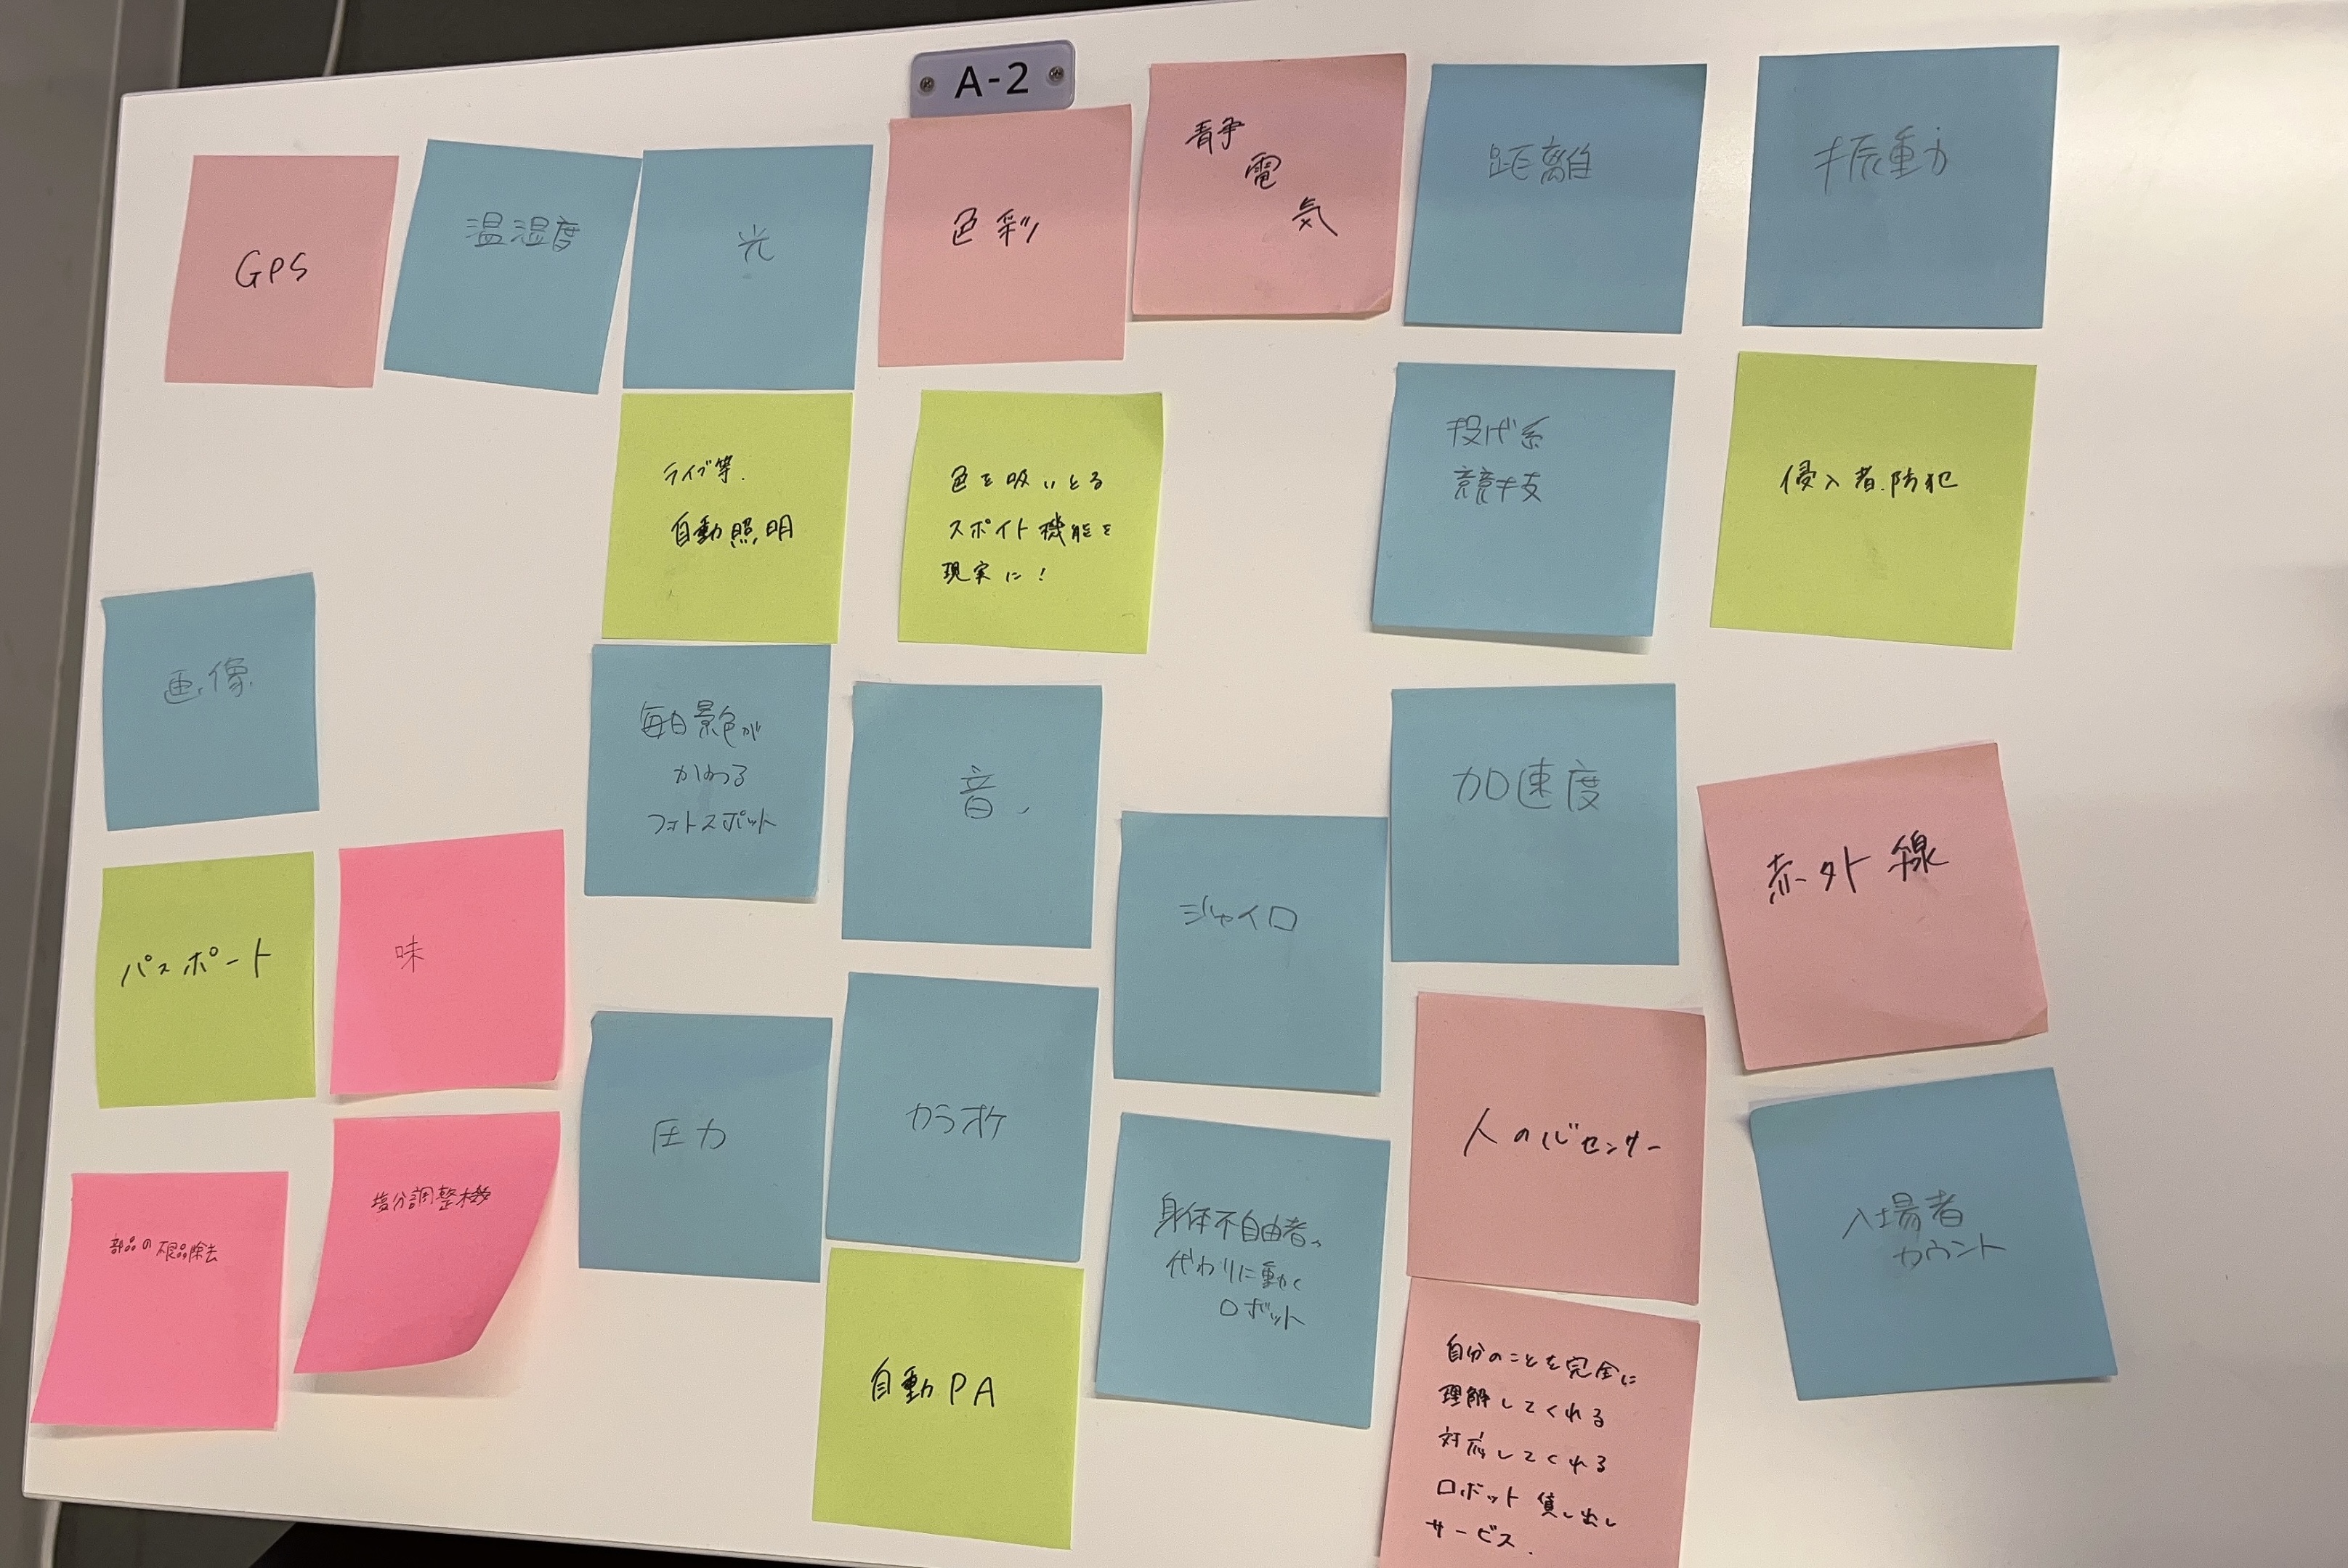 A-2
GPS
温湿度
光
色彩
静
電
気
距離
振動
ライブ等.
自動照明
色を吸いとる
スポイト機能を
現実に!
投げ系
競技
侵入者.防犯
画像
パスポート
部品の不良品除去
味
塩分調整機
毎日景色が
かわる
フォトスポット
圧力
音
カラオケ
自動PA
ジャイロ
身体不自由者の
代わりに動く
ロボット
加速度
人の心センサー
自分のことを完全に
理解してくれる
対応してくれる
ロボット貸し出し
サービス.
赤外線
入場者
カウント